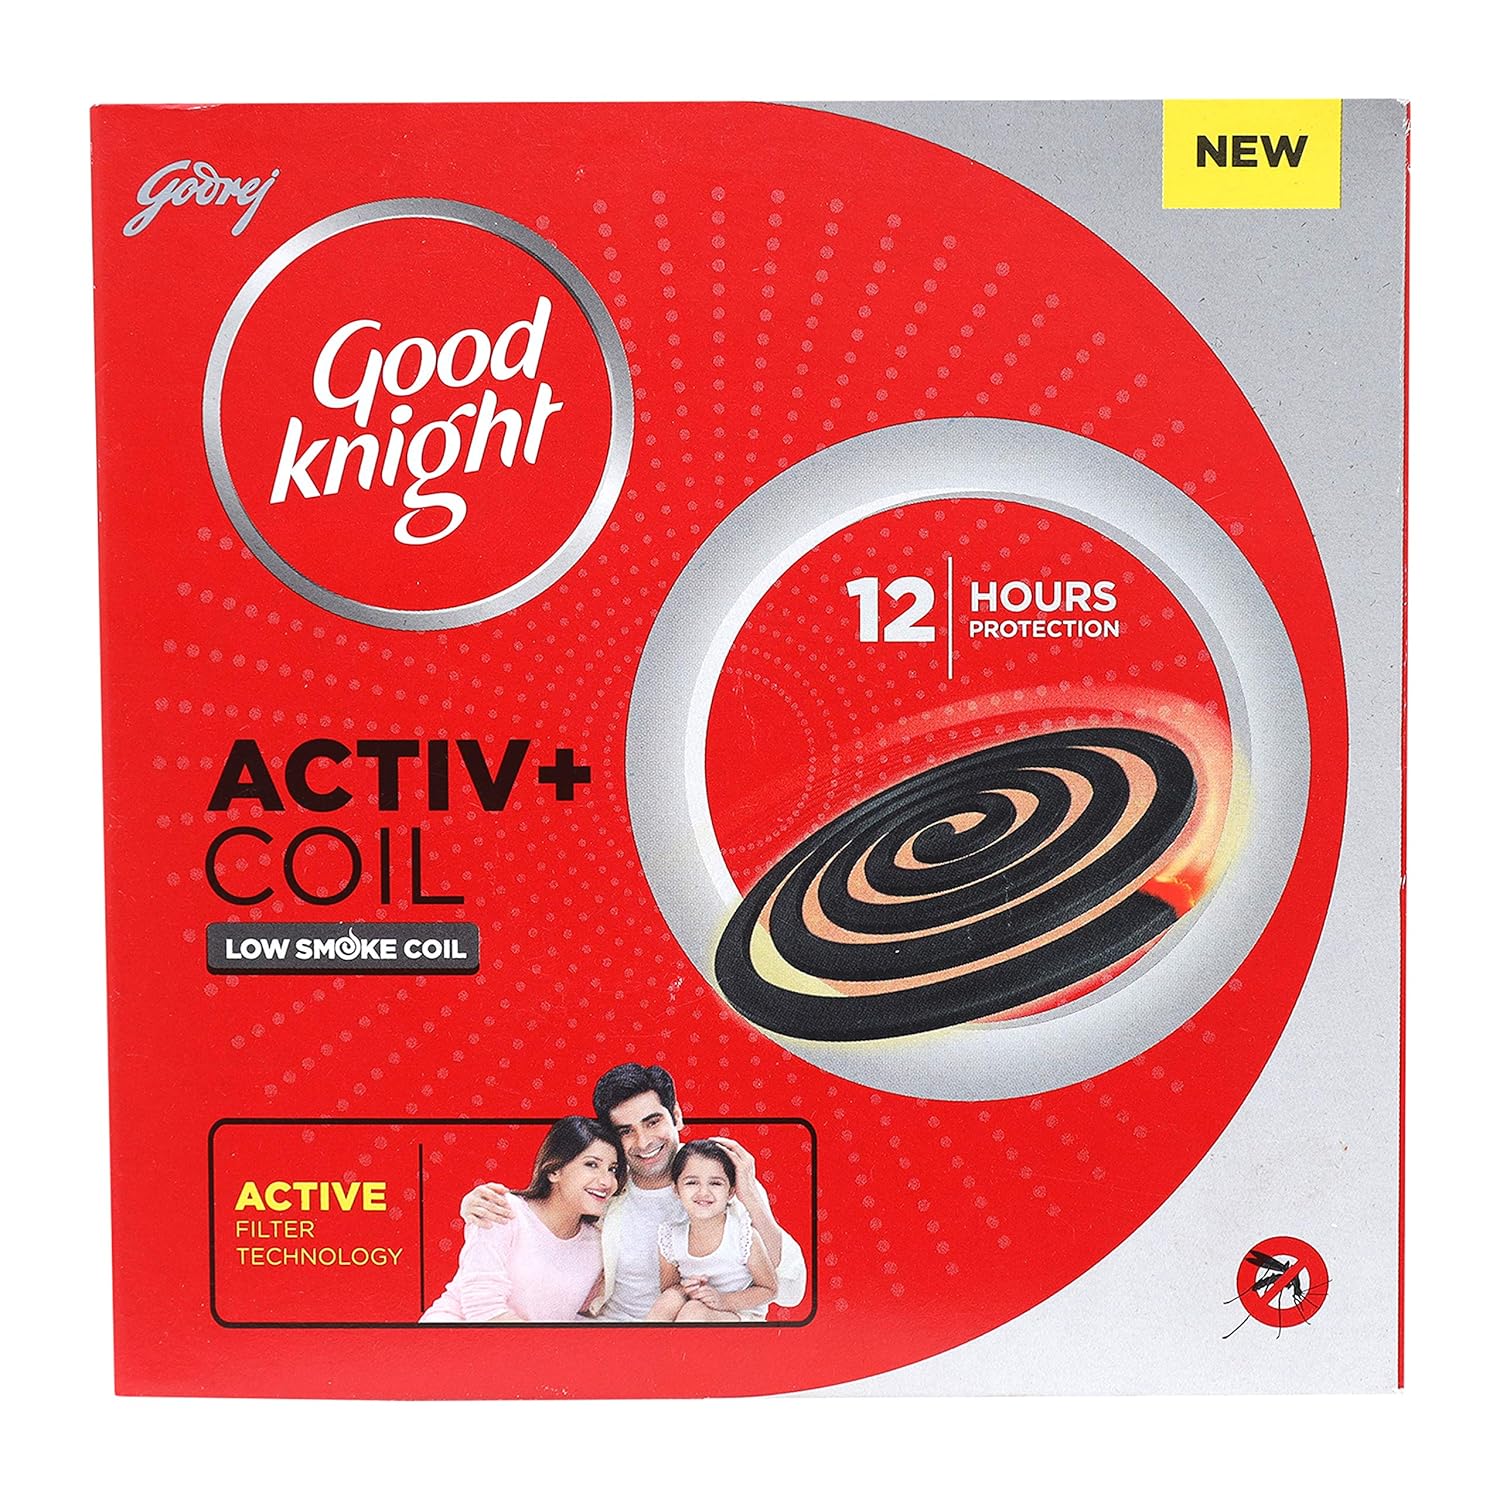 Godrej
NEW
Good
knight
12 HOURS
PROTECTION
ACTIV+
COIL
LOW SMOKE COIL
ACTIVE
FILTER
TECHNOLOGY